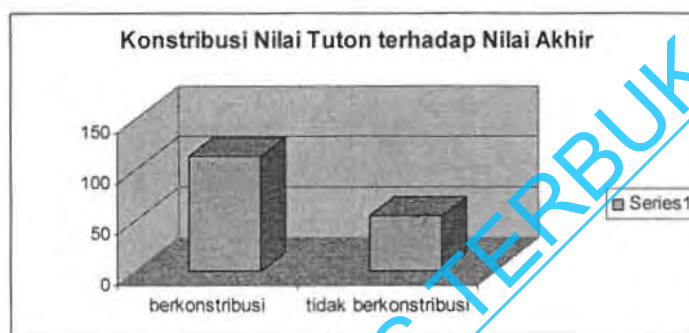 Konstribusi Nilai Tuton terhadap Nilai Akhir
150
100
50
0
berkonstribusi tidak berkonstribusi
Series1
TERBUK